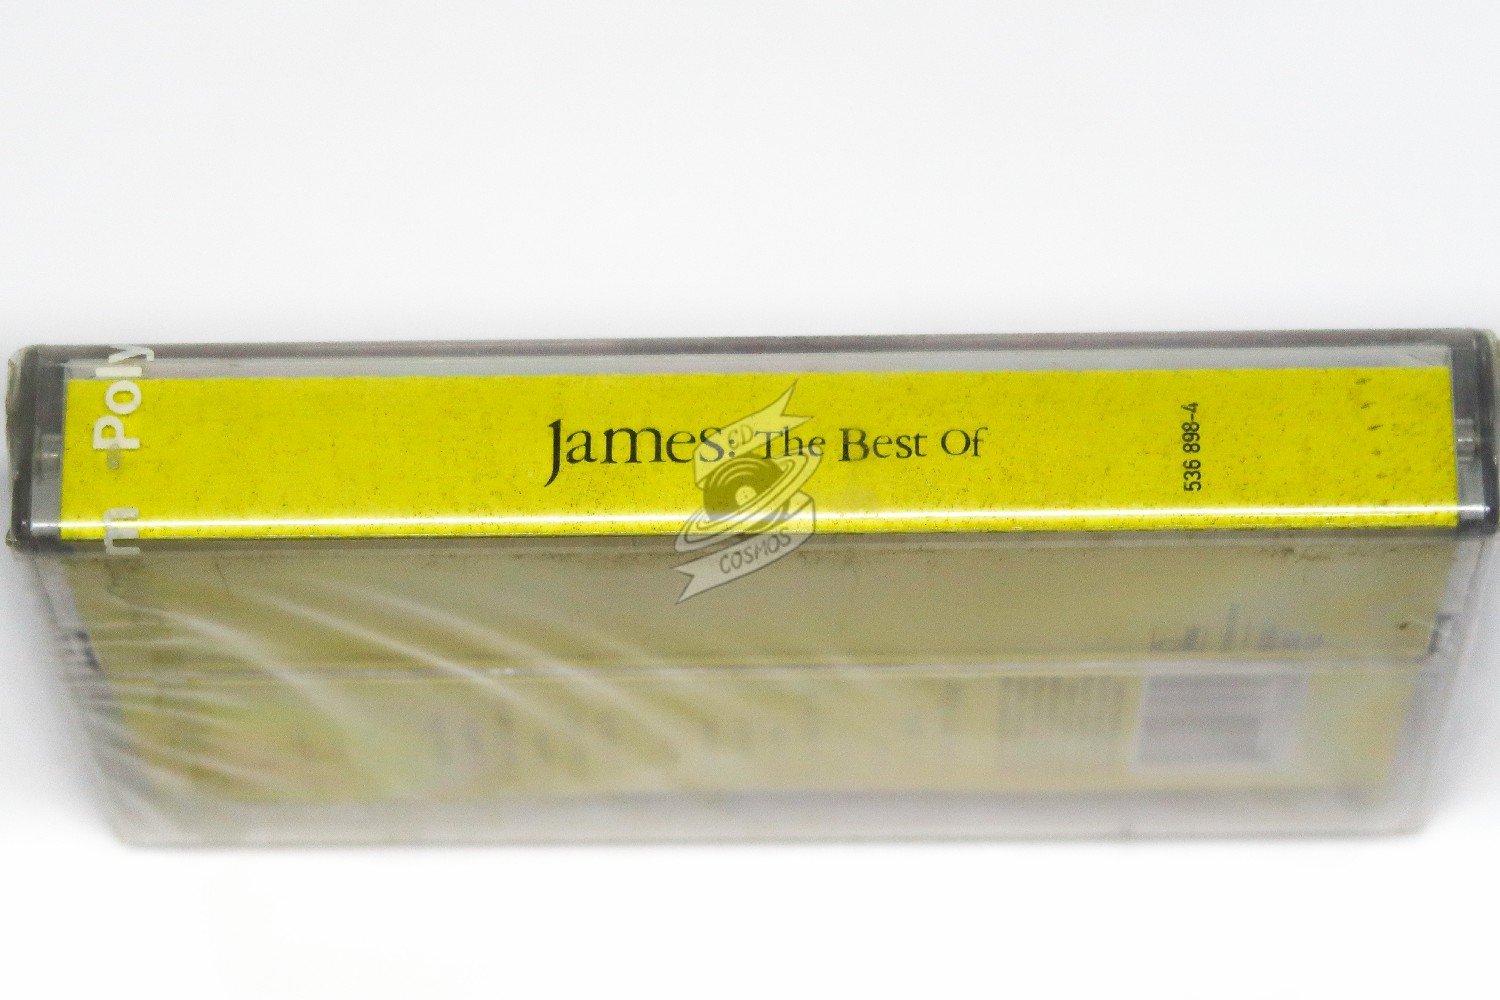 Poly
m
James: The Best Of
536 898-4
CD
COSMOS